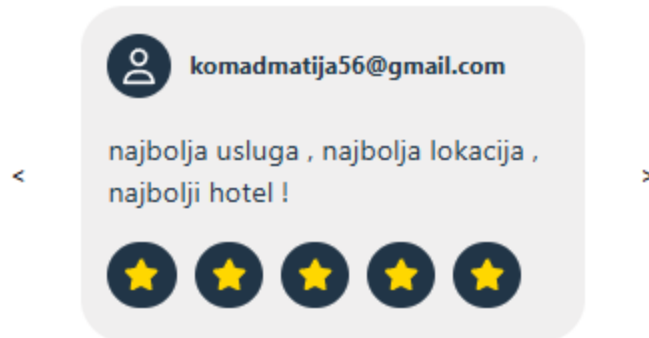 komadmatija56@gmail.com
najbolja usluga , najbolja lokacija ,
najbolji hotel !
< >